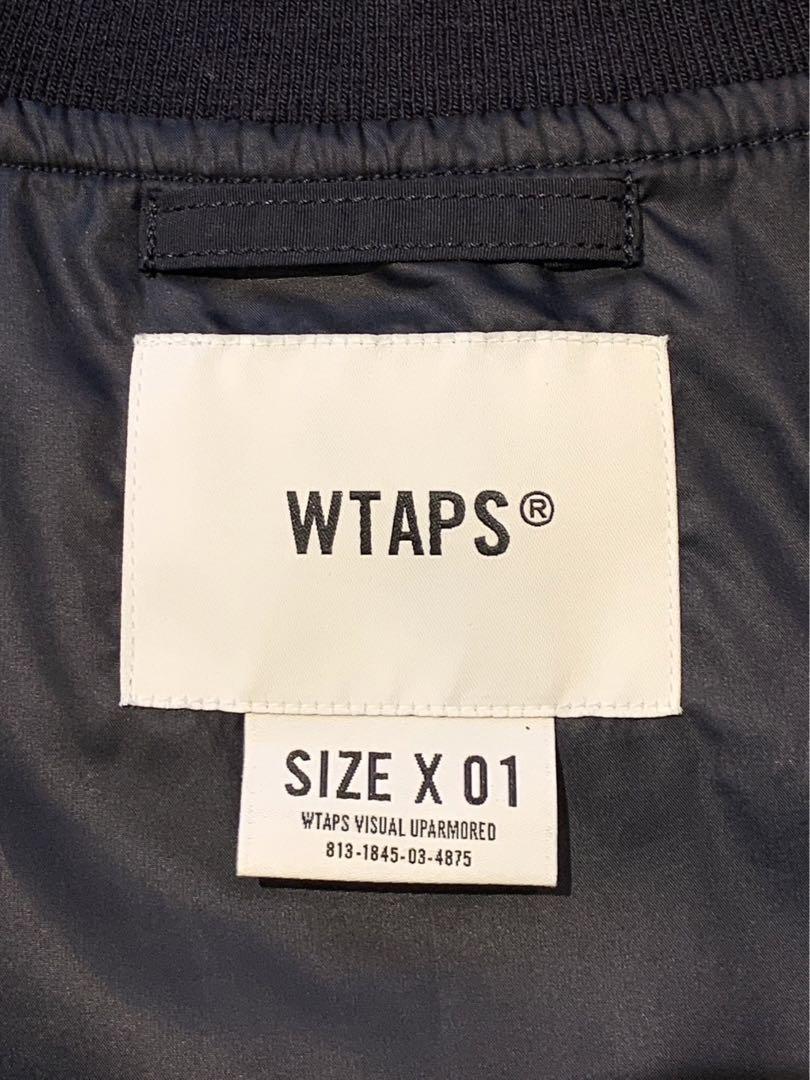 WTAPS®
SIZE X 01
WTAPS VISUAL UPARMORED
813-1845-03-4875